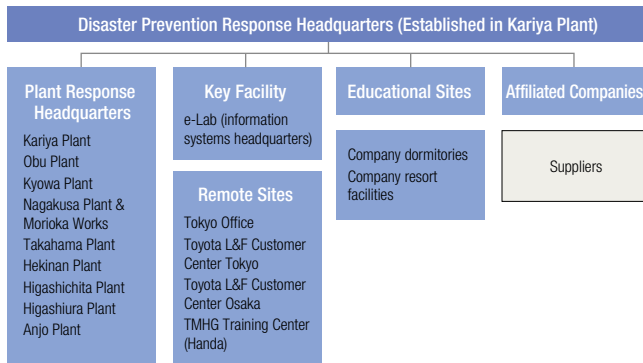 Disaster Prevention Response Headquarters (Established in Kariya Plant)
Plant Response
Headquarters
Kariya Plant
Obu Plant
Kyowa Plant
Nagakusa Plant &
Morioka Works
Takahama Plant
Hekinan Plant
Higashichita Plant
Higashiura Plant
Anjo Plant
Key Facility
e-Lab (information
systems headquarters)
Remote Sites
Tokyo Office
Toyota L&F Customer
Center Tokyo
Toyota L&F Customer
Center Osaka
TMHG Training Center
(Handa)
Educational Sites
Company dormitories
Company resort
facilities
Affiliated Companies
Suppliers